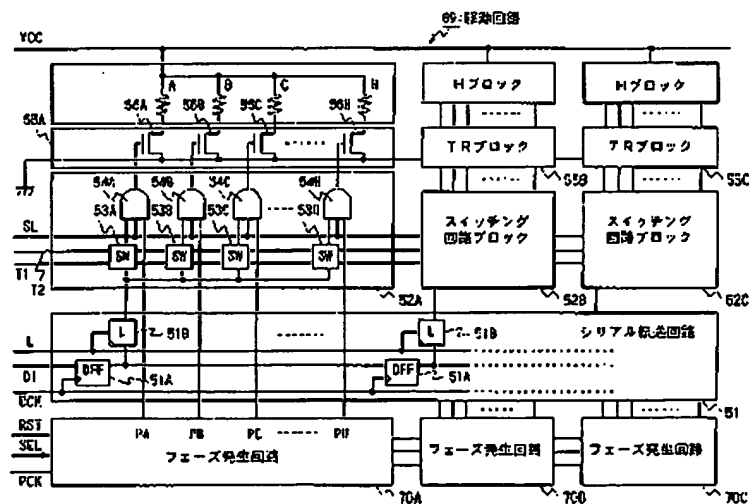 69:駆動回路
VCC
A B C H
56A 56B 56C 56H
58A
Hブロック Hブロック
TRブロック TRブロック
55B 55C
54A 54B 54C 54H
53A 53B 53C 53H
SL
SW SW SW SW
T1
T2
スイッチング
回路ブロック
スイッチング
回路ブロック
52A 52B 52C
L 51B L 51B シリアル転送回路
L
DI
DFF 51A DFF 51A
DCK
51
RST
SEL
PCK
PA PB PC PH
フェーズ発生回路 フェーズ発生回路 フェーズ発生回路
70A 70B 70C